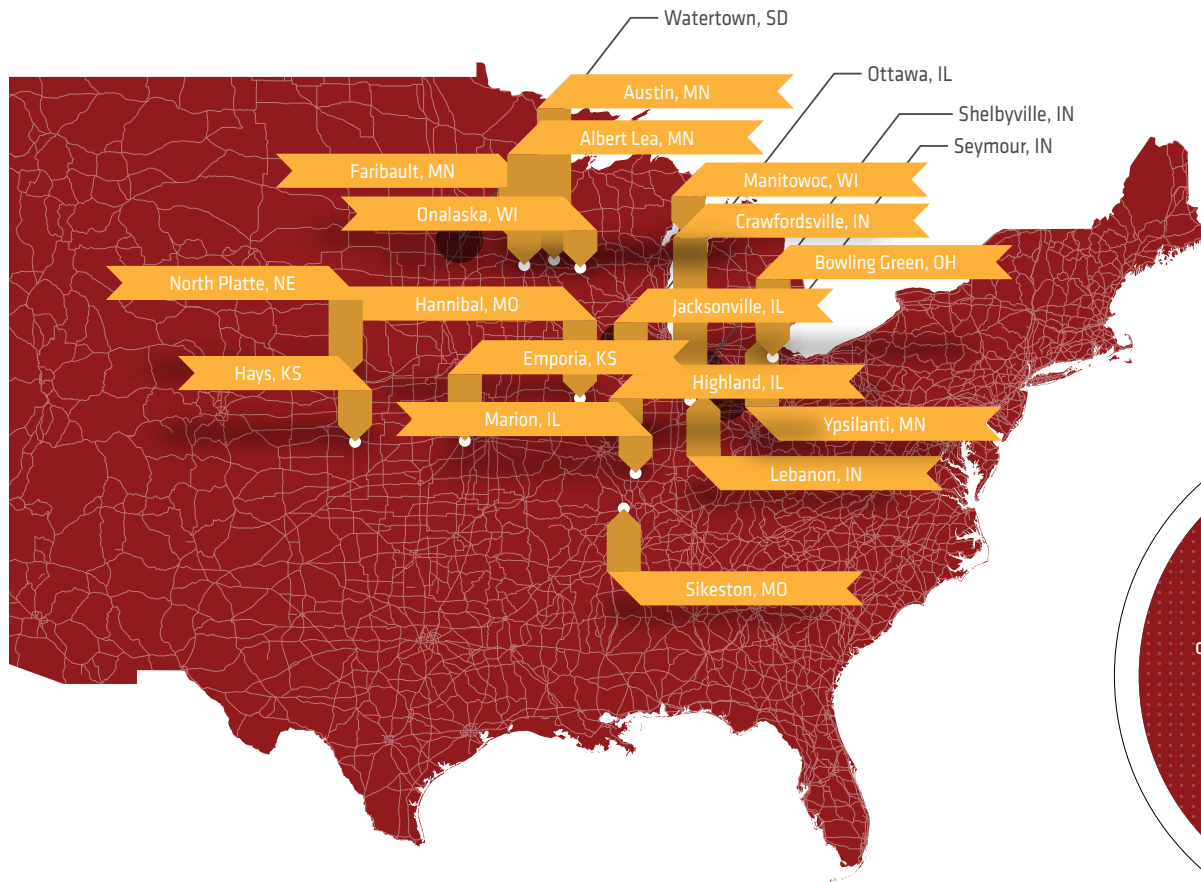 Watertown, SD
Ottawa, IL
Austin, MN
Shelbyville, IN
Albert Lea, MN
Seymour, IN
Faribault, MN
Manitowoc, WI
Onalaska, WI
Crawfordsville, IN
Bowling Green, OH
North Platte, NE
Hannibal, MO
Jacksonville, IL
Emporia, KS
Hays, KS
Highland, IL
Marion, IL
Ypsilanti, MN
Lebanon, IN
Sikeston, MO